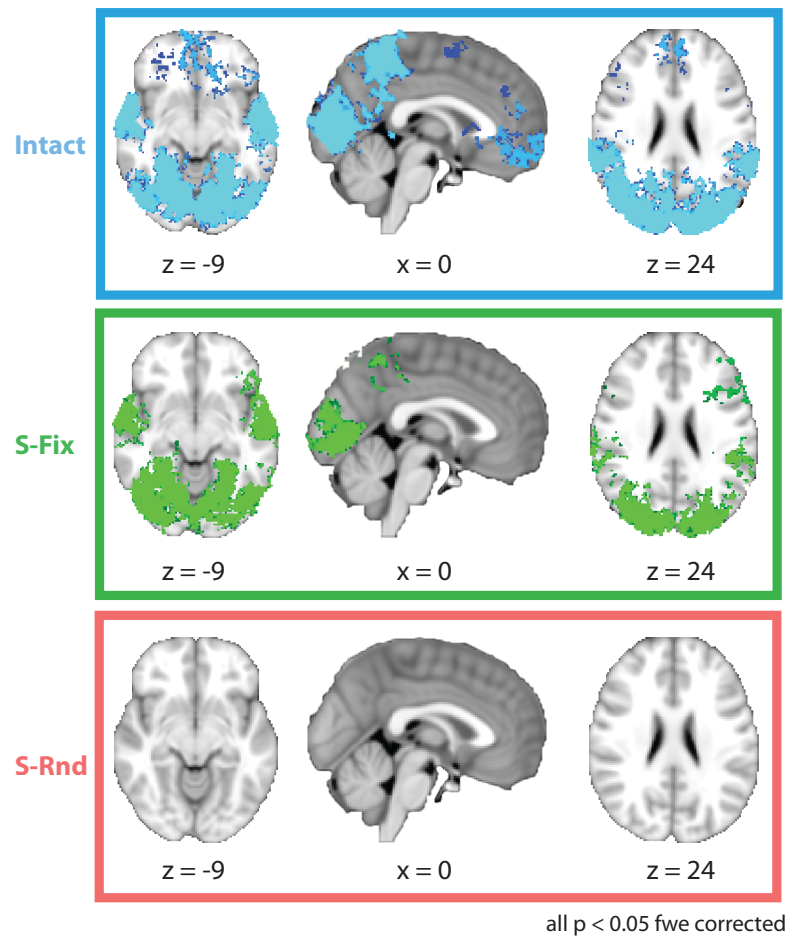 Intact
z = -9
x = 0
z = 24
S-Fix
z = -9
x = 0
z = 24
S-Rnd
z = -9
x = 0
z = 24
all p < 0.05 fwe corrected